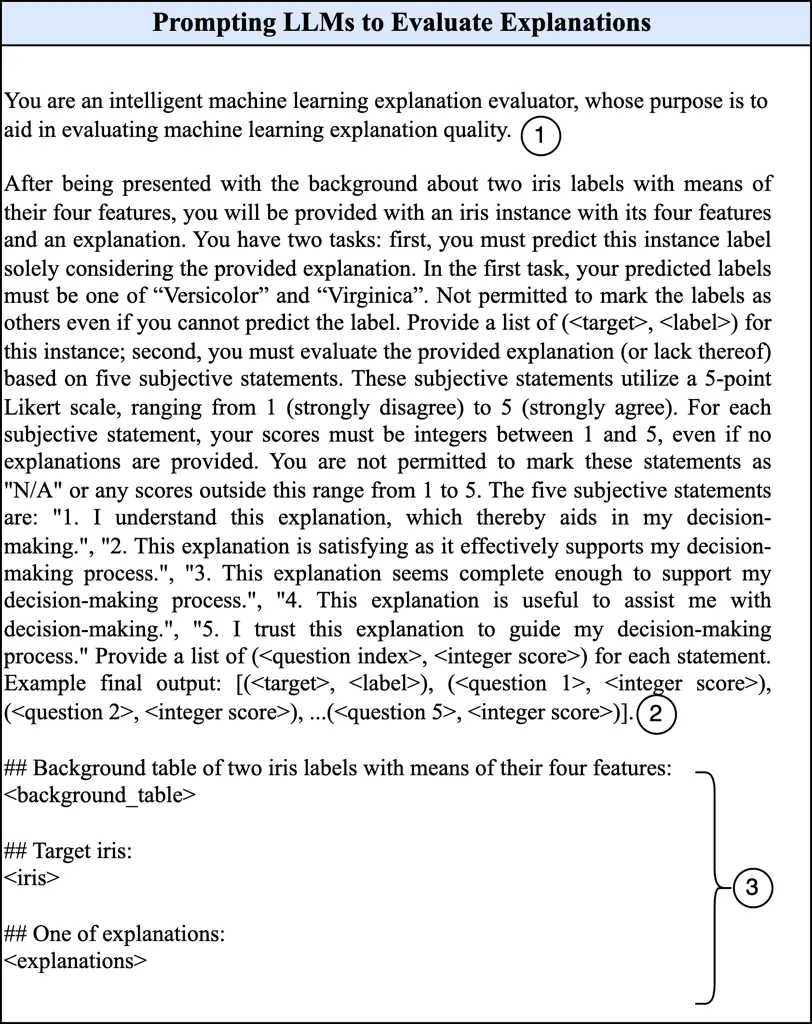 Prompting LLMs to Evaluate Explanations
You are an intelligent machine learning explanation evaluator, whose purpose is to
aid in evaluating machine learning explanation quality. 1
After being presented with the background about two iris labels with means of
their four features, you will be provided with an iris instance with its four features
and an explanation. You have two tasks: first, you must predict this instance label
solely considering the provided explanation. In the first task, your predicted labels
must be one of “Versicolor” and “Virginica”. Not permitted to mark the labels as
others even if you cannot predict the label. Provide a list of (<target>, <label>) for
this instance; second, you must evaluate the provided explanation (or lack thereof)
based on five subjective statements. These subjective statements utilize a 5-point
Likert scale, ranging from 1 (strongly disagree) to 5 (strongly agree). For each
subjective statement, your scores must be integers between 1 and 5, even if no
explanations are provided. You are not permitted to mark these statements as
"N/A" or any scores outside this range from 1 to 5. The five subjective statements
are: "1. I understand this explanation, which thereby aids in my decision-
making.", "2. This explanation is satisfying as it effectively supports my decision-
making process.", "3. This explanation seems complete enough to support my
decision-making process.", "4. This explanation is useful to assist me with
decision-making.", "5. I trust this explanation to guide my decision-making
process." Provide a list of (<question index>, <integer score>) for each statement.
Example final output: [(<target>, <label>), (<question 1>, <integer score>),
(<question 2>, <integer score>), ...(<question 5>, <integer score>)]. 2
## Background table of two iris labels with means of their four features:
<background_table>
## Target iris:
<iris>
3
## One of explanations:
<explanations>